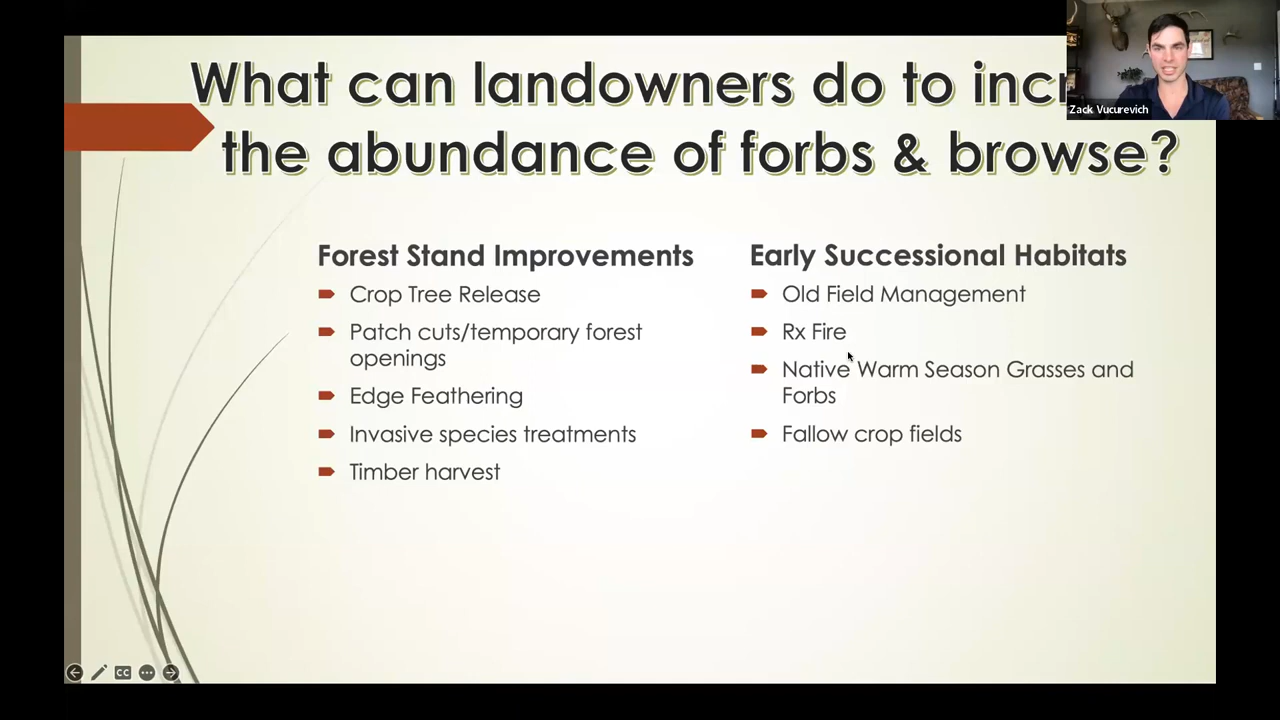 What can landowners do to incr
the abundance of forbs & browse?
Zack Vucurevich
Forest Stand Improvements
Crop Tree Release
Patch cuts/temporary forest
openings
Edge Feathering
Invasive species treatments
Timber harvest
Early Successional Habitats
Old Field Management
Rx Fire
Native Warm Season Grasses and
Forbs
Fallow crop fields
CC